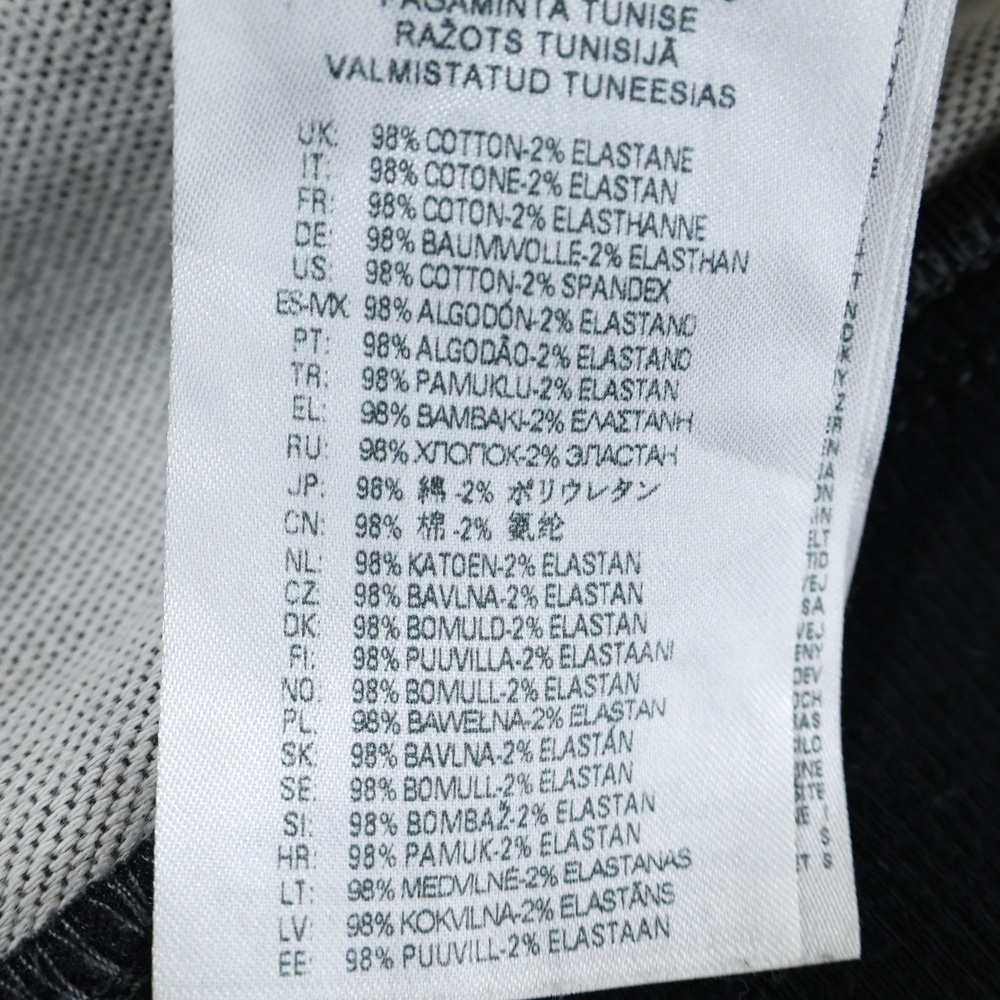 PAGAMINTA TUNISE
RAŽOTS TUNISIJĀ
VALMISTATUD TUNEESIAS
UK: 98% COTTON-2% ELASTANE
IT: 98% COTONE-2% ELASTAN
FR: 98% COTON-2% ELASTHANNE
DE: 98% BAUMWOLLE-2% ELASTHAN
US: 98% COTTON-2% SPANDEX
ES-MX 98% ALGODÓN-2% ELASTANO
PT: 98% ALGODÃO-2% ELASTANO
TR: 98% PAMUKLU-2% ELASTAN
EL: 98% ΒΑΜΒΑΚΙ-2% ΕΛΑΣΤΑΝΗ
RU: 98% ХЛОПОК-2% ЭЛАСТАН
JP: 98% 綿 -2% ポリウレタン
CN: 98% 棉 -2% 氨纶
NL: 98% KATOEN-2% ELASTAN
CZ 98% BAVLNA-2% ELASTAN
DK: 98% BOMULD-2% ELASTAN
FI: 98% PUUVILLA-2% ELASTAANI
NO: 98% BOMULL-2% ELASTAN
PL: 98% BAWEŁNA-2% ELASTAN
SK: 98% BAVLNA-2% ELASTAN
SE: 98% BOMULL-2% ELASTAN
SI: 98% BOMBAŽ-2% ELASTAN
HR: 98% PAMUK-2% ELASTAN
LT: 98% MEDVILNĖ-2% ELASTANAS
LV: 98% KOKVILNA-2% ELASTĀNS
EE: 98% PUUVILL-2% ELASTAAN